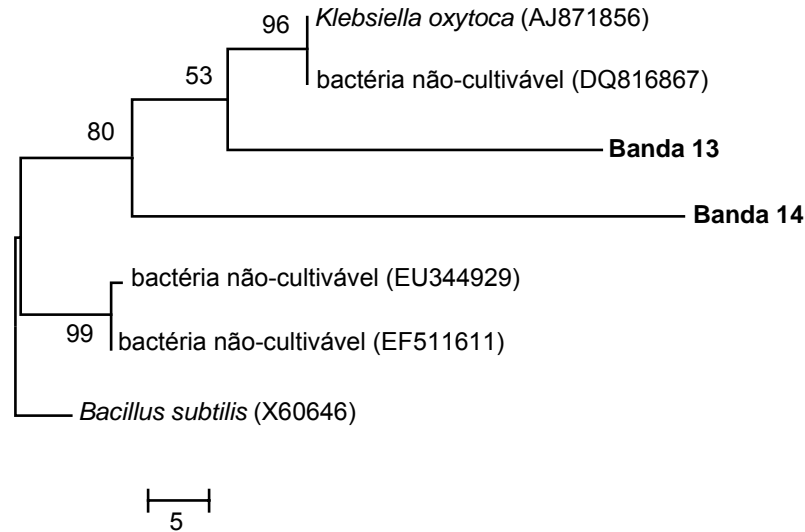 96
Klebsiella oxytoca (AJ871856)
53
bactéria não-cultivável (DQ816867)
80
Banda 13
Banda 14
bactéria não-cultivável (EU344929)
99
bactéria não-cultivável (EF511611)
Bacillus subtilis (X60646)
5